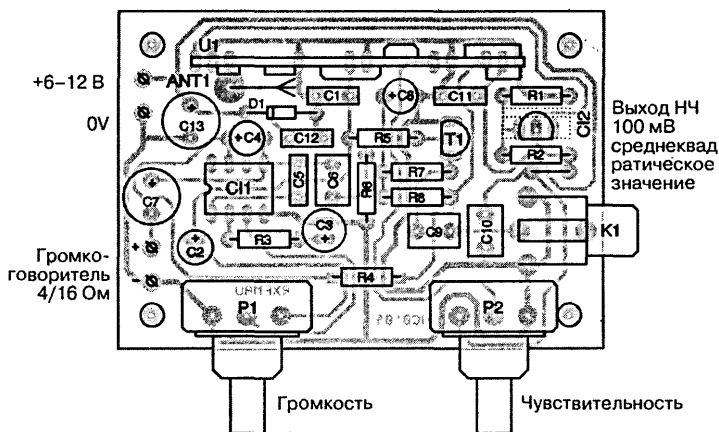 U1
+6–12 В
ANT1
0V
D1
C1
C8
C11
R1
C13
C4
C12
R5
T1
CI2
R2
Выход НЧ
100 мВ
среднеквад
ратическое
значение
CI1
C5
C6
R6
R7
R8
C7
+
C2
R3
C3
C9
C10
K1
Громко-
говоритель
4/16 Ом
R4
P1
P2
Громкость
Чувствительность